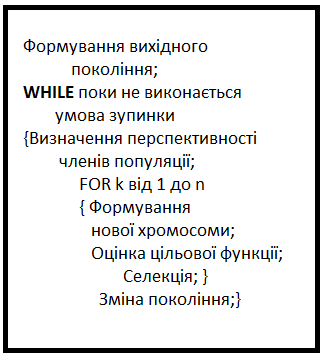 Формування вихідного
покоління;
WHILE поки не виконається
умова зупинки
{Визначення перспективності
членів популяції;
FOR k від 1 до n
{ Формування
нової хромосоми;
Оцінка цільової функції;
Селекція; }
Зміна покоління;}